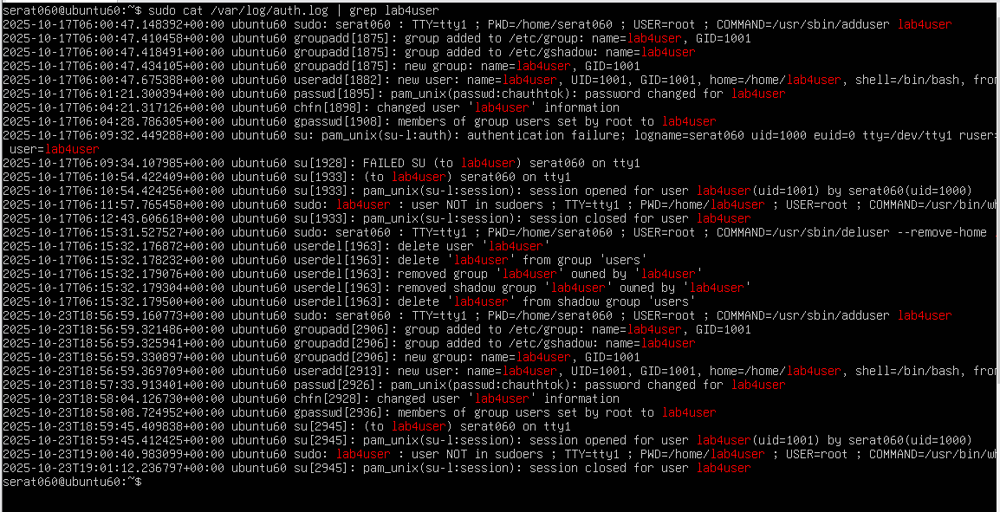 serat060@ubuntu60:~$ sudo cat /var/log/auth.log | grep lab4user
2025-10-17T06:00:47.148392+00:00 ubuntu60 sudo: serat060 : TTY=tty1 ; PWD=/home/serat060 ; USER=root ; COMMAND=/usr/sbin/adduser lab4user
2025-10-17T06:00:47.410458+00:00 ubuntu60 groupadd[1875]: group added to /etc/group: name=lab4user, GID=1001
2025-10-17T06:00:47.418491+00:00 ubuntu60 groupadd[1875]: group added to /etc/gshadow: name=lab4user
2025-10-17T06:00:47.434105+00:00 ubuntu60 groupadd[1875]: new group: name=lab4user, GID=1001
2025-10-17T06:00:47.675388+00:00 ubuntu60 useradd[1882]: new user: name=lab4user, UID=1001, GID=1001, home=/home/lab4user, shell=/bin/bash, fro
2025-10-17T06:01:21.300394+00:00 ubuntu60 passwd[1895]: pam_unix(passwd:chauthtok): password changed for lab4user
2025-10-17T06:04:21.317126+00:00 ubuntu60 chfn[1898]: changed user 'lab4user' information
2025-10-17T06:04:28.786305+00:00 ubuntu60 gpasswd[1908]: members of group users set by root to lab4user
2025-10-17T06:09:32.449288+00:00 ubuntu60 su: pam_unix(su-l:auth): authentication failure; logname=serat060 uid=1000 euid=0 tty=/dev/tty1 ruser=
user=lab4user
2025-10-17T06:09:34.107985+00:00 ubuntu60 su[1928]: FAILED SU (to lab4user) serat060 on tty1
2025-10-17T06:10:54.422409+00:00 ubuntu60 su[1933]: (to lab4user) serat060 on tty1
2025-10-17T06:10:54.424256+00:00 ubuntu60 su[1933]: pam_unix(su-l:session): session opened for user lab4user(uid=1001) by serat060(uid=1000)
2025-10-17T06:11:57.765458+00:00 ubuntu60 sudo: lab4user : user NOT in sudoers ; TTY=tty1 ; PWD=/home/lab4user ; USER=root ; COMMAND=/usr/bin/wh
2025-10-17T06:12:43.606618+00:00 ubuntu60 su[1933]: pam_unix(su-l:session): session closed for user lab4user
2025-10-17T06:15:31.527527+00:00 ubuntu60 sudo: serat060 : TTY=tty1 ; PWD=/home/serat060 ; USER=root ; COMMAND=/usr/sbin/deluser --remove-home
2025-10-17T06:15:32.176872+00:00 ubuntu60 userdel[1963]: delete user 'lab4user'
2025-10-17T06:15:32.178232+00:00 ubuntu60 userdel[1963]: delete 'lab4user' from group 'users'
2025-10-17T06:15:32.179076+00:00 ubuntu60 userdel[1963]: removed group 'lab4user' owned by 'lab4user'
2025-10-17T06:15:32.179304+00:00 ubuntu60 userdel[1963]: removed shadow group 'lab4user' owned by 'lab4user'
2025-10-17T06:15:32.179500+00:00 ubuntu60 userdel[1963]: delete 'lab4user' from shadow group 'users'
2025-10-23T18:56:59.160773+00:00 ubuntu60 sudo: serat060 : TTY=tty1 ; PWD=/home/serat060 ; USER=root ; COMMAND=/usr/sbin/adduser lab4user
2025-10-23T18:56:59.321486+00:00 ubuntu60 groupadd[2906]: group added to /etc/group: name=lab4user, GID=1001
2025-10-23T18:56:59.325941+00:00 ubuntu60 groupadd[2906]: group added to /etc/gshadow: name=lab4user
2025-10-23T18:56:59.330897+00:00 ubuntu60 groupadd[2906]: new group: name=lab4user, GID=1001
2025-10-23T18:56:59.369709+00:00 ubuntu60 useradd[2913]: new user: name=lab4user, UID=1001, GID=1001, home=/home/lab4user, shell=/bin/bash, fro
2025-10-23T18:57:33.913401+00:00 ubuntu60 passwd[2926]: pam_unix(passwd:chauthtok): password changed for lab4user
2025-10-23T18:58:04.126730+00:00 ubuntu60 chfn[2928]: changed user 'lab4user' information
2025-10-23T18:58:08.724952+00:00 ubuntu60 gpasswd[2936]: members of group users set by root to lab4user
2025-10-23T18:59:45.409838+00:00 ubuntu60 su[2945]: (to lab4user) serat060 on tty1
2025-10-23T18:59:45.412425+00:00 ubuntu60 su[2945]: pam_unix(su-l:session): session opened for user lab4user(uid=1001) by serat060(uid=1000)
2025-10-23T19:00:40.983099+00:00 ubuntu60 sudo: lab4user : user NOT in sudoers ; TTY=tty1 ; PWD=/home/lab4user ; USER=root ; COMMAND=/usr/bin/wh
2025-10-23T19:01:12.236797+00:00 ubuntu60 su[2945]: pam_unix(su-l:session): session closed for user lab4user
serat060@ubuntu60:~$